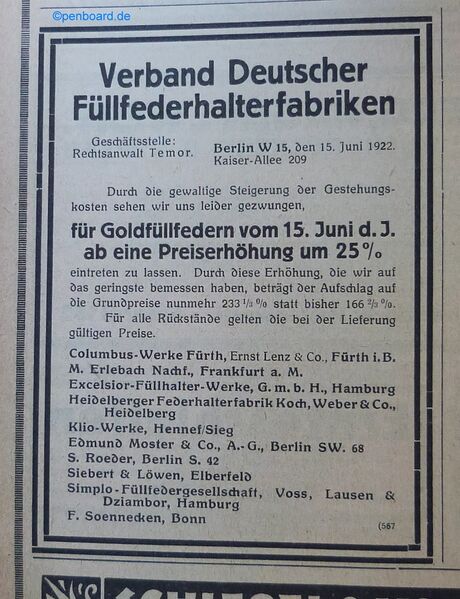 ©penboard.de
Verband Deutscher
Füllfederhalterfabriken
Geschäftsstelle:
Rechtsanwalt Temor.
Berlin W 15, den 15. Juni 1922.
Kaiser-Allee 209
Durch die gewaltige Steigerung der Gestehungs-
kosten sehen wir uns leider gezwungen,
für Goldfüllfedern vom 15. Juni d. J.
ab eine Preiserhöhung um 25%
eintreten zu lassen. Durch diese Erhöhung, die wir auf
das geringste bemessen haben, beträgt der Aufschlag auf
die Grundpreise nunmehr 233 1/3 % statt bisher 166 2/3 %.
Für alle Rückstände gelten die bei der Lieferung
gültigen Preise.
Columbus-Werke Fürth, Ernst Lenz & Co., Fürth i. B.
M. Erlebach Nachf., Frankfurt a. M.
Excelsior-Füllhalter-Werke, G. m. b. H., Hamburg
Heidelberger Federhalterfabrik Koch, Weber & Co.,
Heidelberg
Klio-Werke, Hennef/Sieg
Edmund Moster & Co., A.-G., Berlin SW. 68
S. Roeder, Berlin S. 42
Siebert & Löwen, Elberfeld
Simplo-Füllfedergesellschaft, Voss, Lausen &
Dziambor, Hamburg
F. Soennecken, Bonn
(567